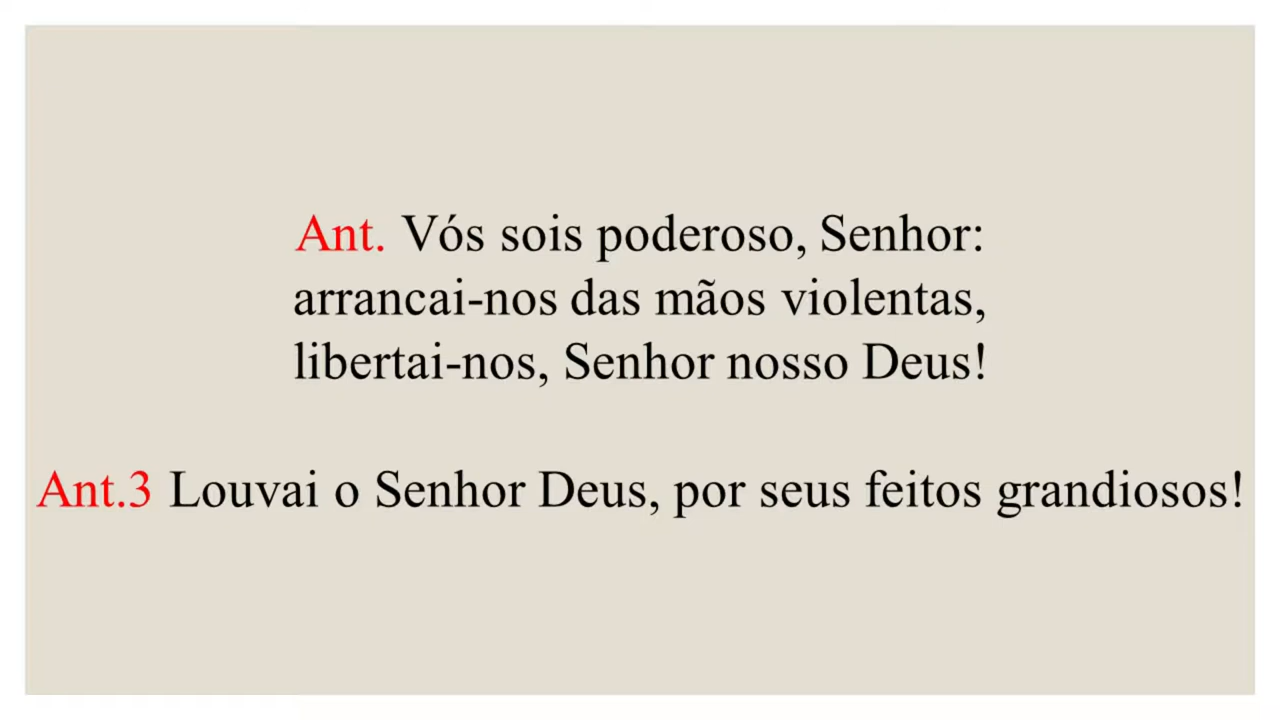 Ant. Vós sois poderoso, Senhor:
arrancai-nos das mãos violentas,
libertai-nos, Senhor nosso Deus!
Ant.3 Louvai o Senhor Deus, por seus feitos grandiosos!